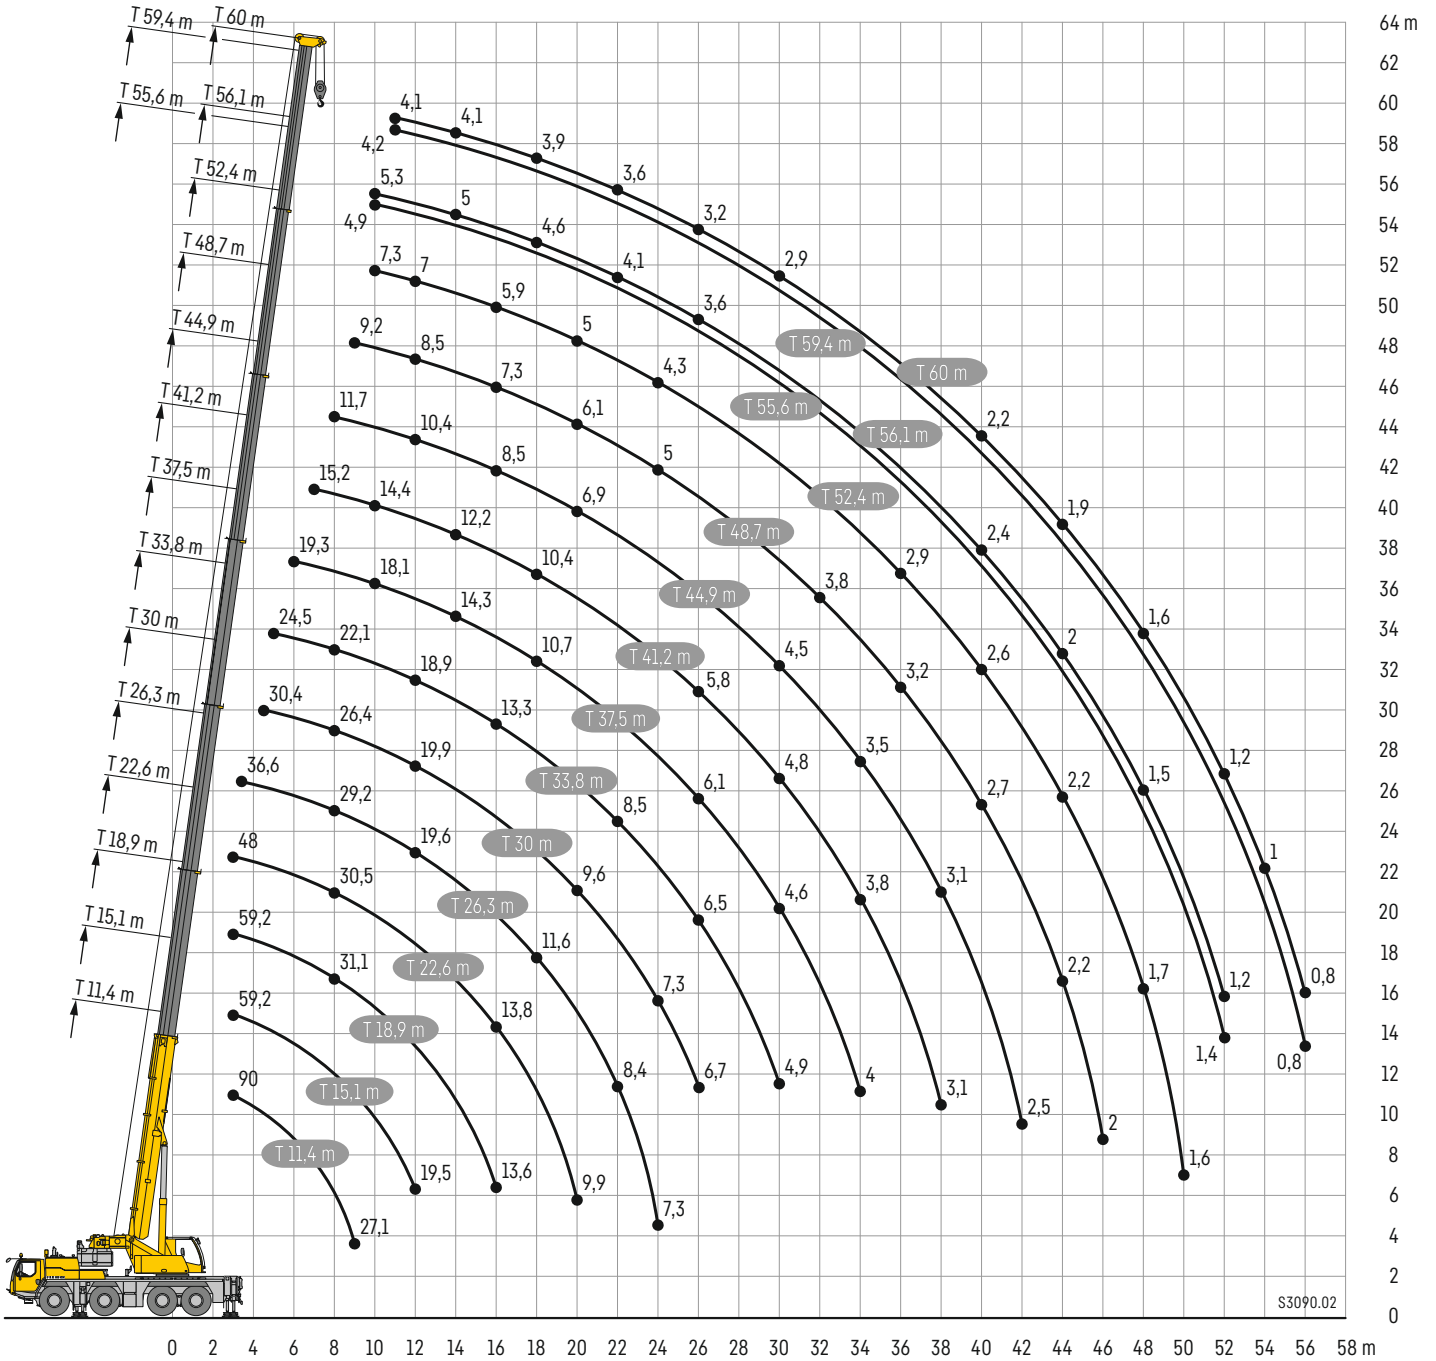 T 59,4 m T 60 m 64 m
62
T 55,6 m T 56,1 m 60
4,1 4,1
4,2 3,9 58
T 52,4 m 5,3 5 3,6 56
4,9 4,6 3,2 54
T 48,7 m 7,3 7 4,1 2,9 52
5,9 3,6 50
T 44,9 m 9,2 8,5 5 T 59,4 m 48
7,3 4,3 T 60 m 46
T 41,2 m 11,7 10,4 6,1 T 55,6 m T 56,1 m 2,2 44
8,5 5 42
T 37,5 m 15,2 14,4 6,9 T 52,4 m 1,9 40
12,2 T 48,7 m 2,4
T 33,8 m 19,3 18,1 10,4 2,9 38
14,3 T 44,9 m 3,8 36
T 30 m 24,5 22,1 10,7 T 41,2 m 4,5 2,6 2 1,6 34
18,9 5,8 3,2 32
T 26,3 m 30,4 26,4 13,3 T 37,5 m 30
19,9 T 33,8 m 4,8 3,5 2,2 1,5 1,2 28
T 22,6 m 36,6 29,2 8,5 6,1 2,7 26
19,6 T 30 m 24
T 18,9 m 48 30,5 9,6 3,8 3,1 1 22
T 26,3 m 6,5 4,6 20
T 15,1 m 59,2 31,1 T 22,6 m 11,6 18
T 11,4 m 59,2 13,8 7,3 2,2 1,7 1,2 0,8 16
T 18,9 m 14
90 T 15,1 m 8,4 6,7 4,9 4 1,4 0,8 12
3,1 2,5 2 10
T 11,4 m 8
19,5 13,6 9,9 1,6 6
27,1 7,3 4
2
S3090.02
0
0 2 4 6 8 10 12 14 16 18 20 22 24 26 28 30 32 34 36 38 40 42 44 46 48 50 52 54 56 58 m